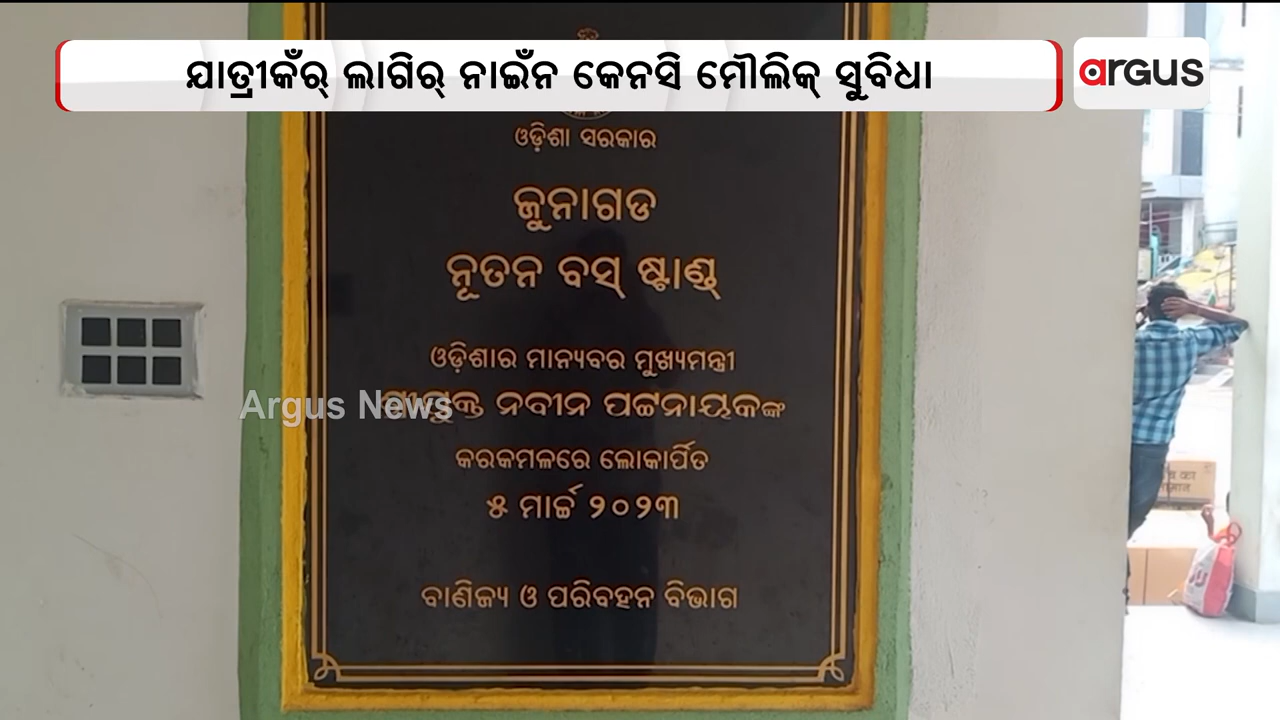 ଯାତ୍ରୀକଁର୍ ଲାଗିର୍ ନାଇଁନ କେନସି ମୌଲିକ୍ ସୁବିଧା
argus
ଓଡ଼ିଶା ସରକାର
ଜୁନାଗଡ
ନୂତନ ବସ୍ ଷ୍ଟାଣ୍ଡ୍
ଓଡ଼ିଶାର ମାନ୍ୟବର ମୁଖ୍ୟମନ୍ତ୍ରୀ
Argus News
ନବୀନ ପଟ୍ଟନାୟକଙ୍କ
କରକମଳରେ ଲୋକାର୍ପିତ
୫ ମାର୍ଚ୍ଚ ୨୦୨୩
ବାଣିଜ୍ୟ ଓ ପରିବହନ ବିଭାଗ